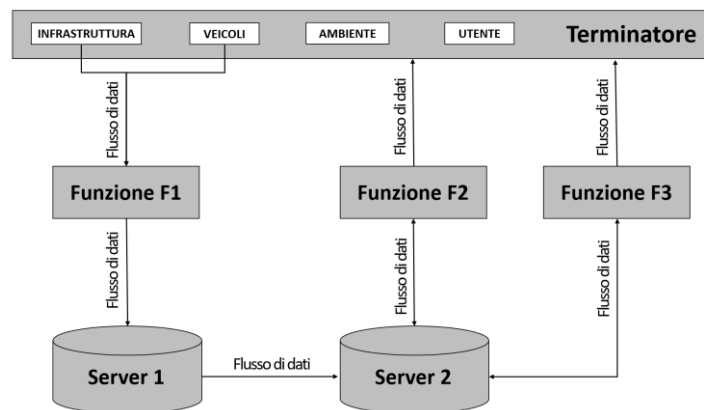 INFRASTRUTTURA
VEICOLI
AMBIENTE
UTENTE
Terminatore
Flusso di dati
Flusso di dati
Flusso di dati
Funzione F1
Funzione F2
Funzione F3
Flusso di dati
Flusso di dati
Flusso di dati
Server 1
Flusso di dati
Server 2